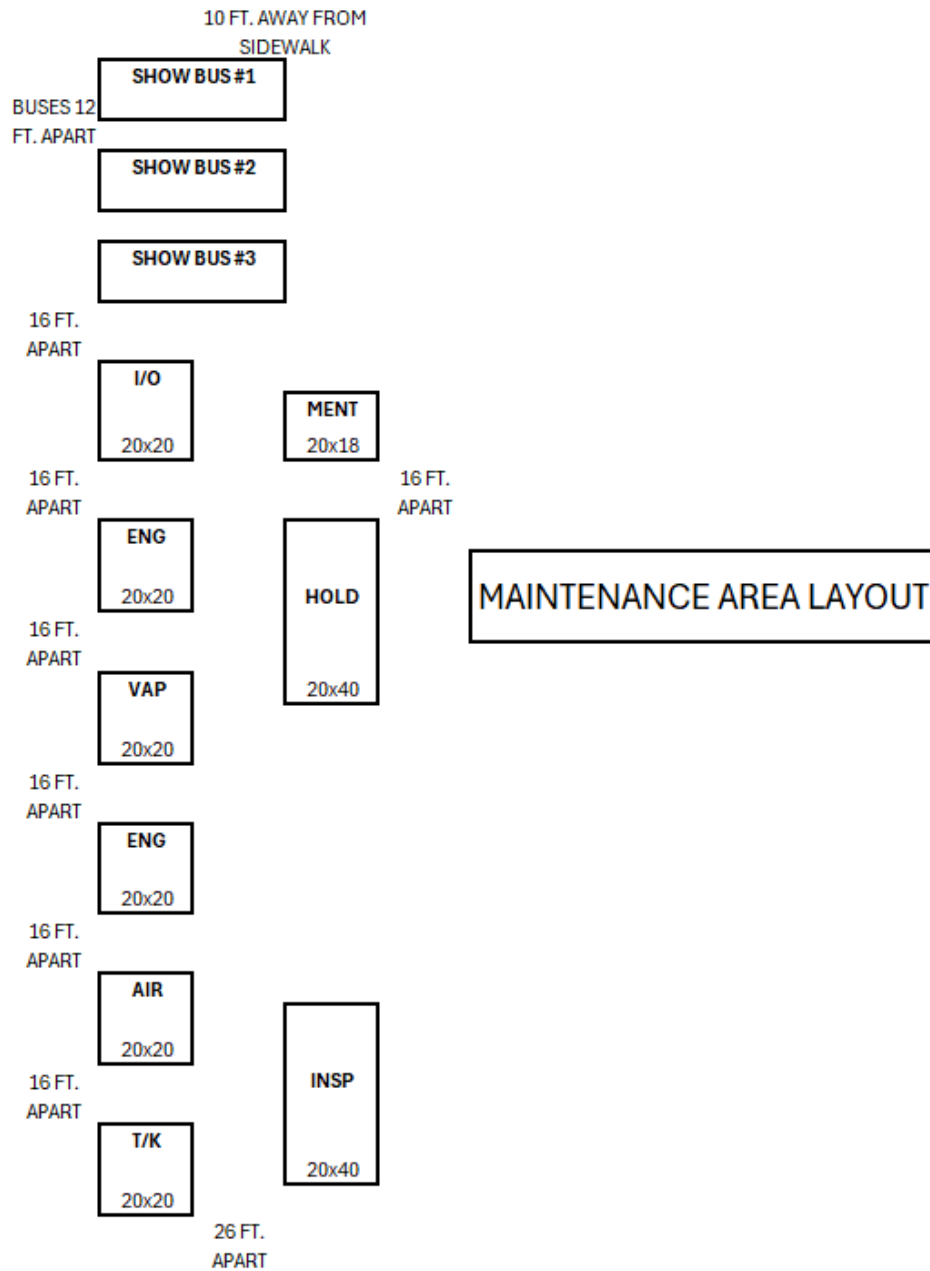 10 FT. AWAY FROM
SIDEWALK
SHOW BUS #1
BUSES 12
FT. APART
SHOW BUS #2
SHOW BUS #3
16 FT.
APART
I/O
20x20
MENT
20x18
16 FT.
APART
16 FT.
APART
ENG
20x20
HOLD
20x40
MAINTENANCE AREA LAYOUT
16 FT.
APART
VAP
20x20
16 FT.
APART
ENG
20x20
16 FT.
APART
AIR
20x20
INSP
20x40
16 FT.
APART
T/K
20x20
26 FT.
APART